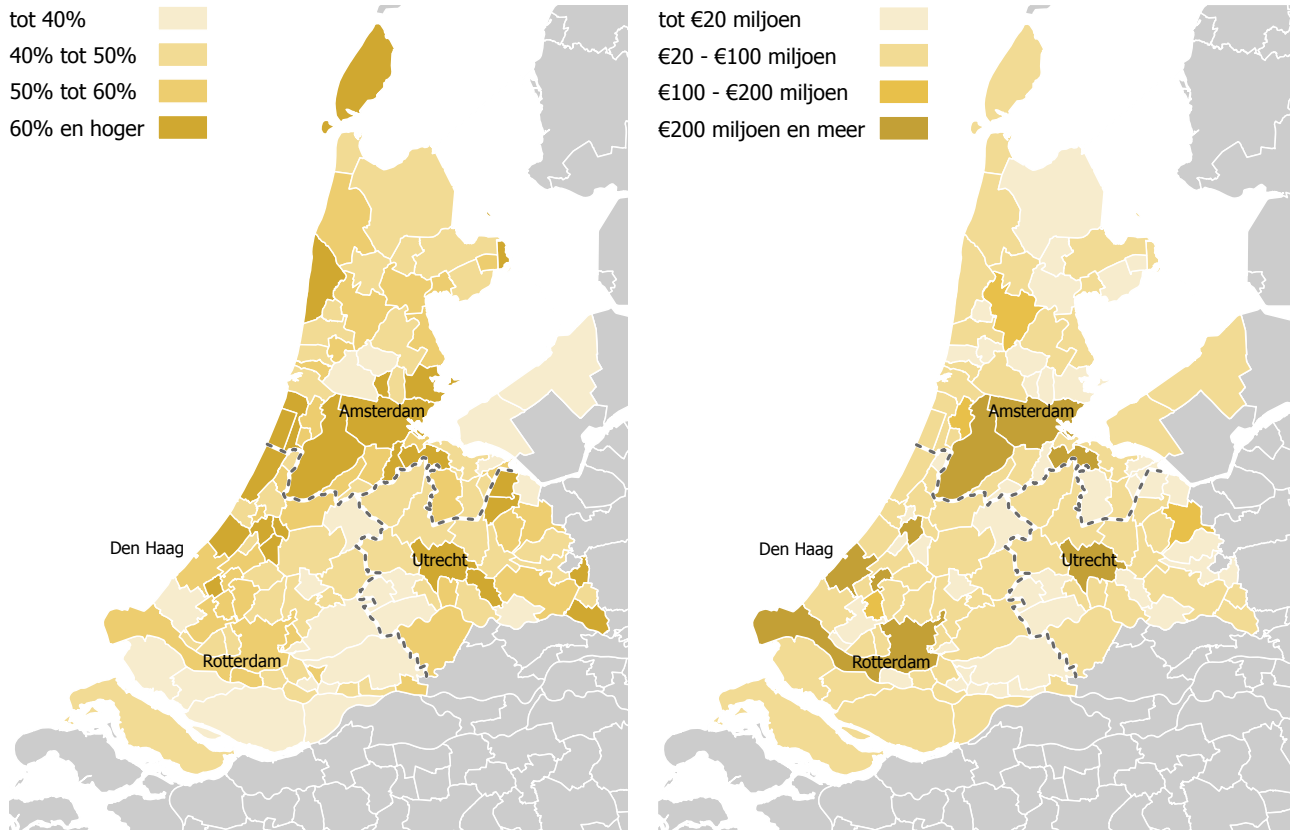 tot 40%
40% tot 50%
50% tot 60%
60% en hoger
Amsterdam
Den Haag
Utrecht
Rotterdam
tot €20 miljoen
€20 - €100 miljoen
€100 - €200 miljoen
€200 miljoen en meer
Amsterdam
Den Haag
Utrecht
Rotterdam